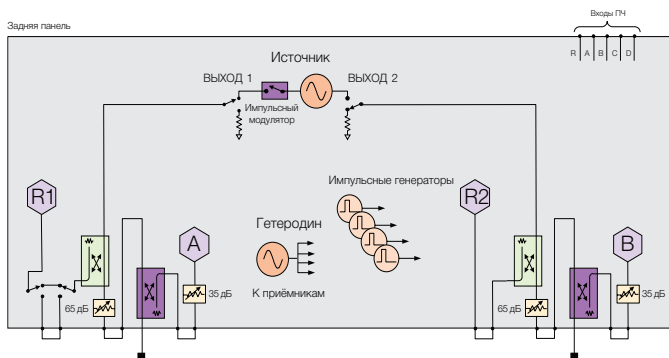 Задняя панель
Входы ПЧ
R A B C D
Источник
ВЫХОД 1
ВЫХОД 2
Импульсный
модулятор
R1
A
Гетеродин
К приёмникам
Импульсные генераторы
R2
B
65 дБ
35 дБ
65 дБ
35 дБ